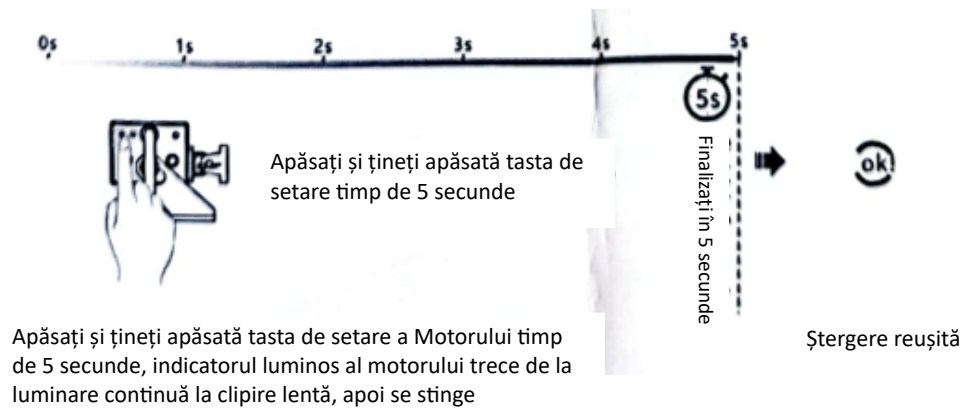 0s 1s 2s 3s 4s 5s
5s
Apăsați și țineți apăsată tasta de
setare timp de 5 secunde
Finalizați în 5 secunde
ok
Apăsați și țineți apăsată tasta de setare a Motorului timp
de 5 secunde, indicatorul luminos al motorului trece de la
luminare continuă la clipire lentă, apoi se stinge
Ștergere reușită